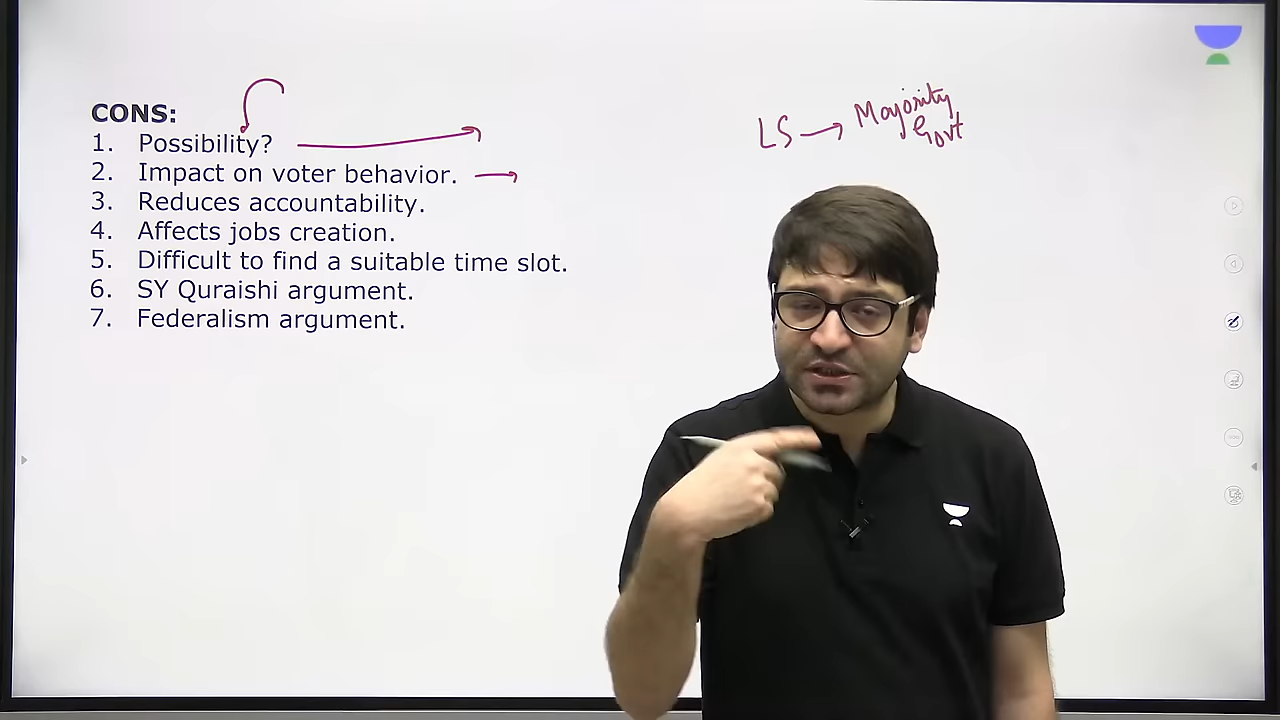 CONS:
1. Possibility?
2. Impact on voter behavior.
3. Reduces accountability.
4. Affects jobs creation.
5. Difficult to find a suitable time slot.
6. SY Quraishi argument.
7. Federalism argument.
LS → Majority
Govt